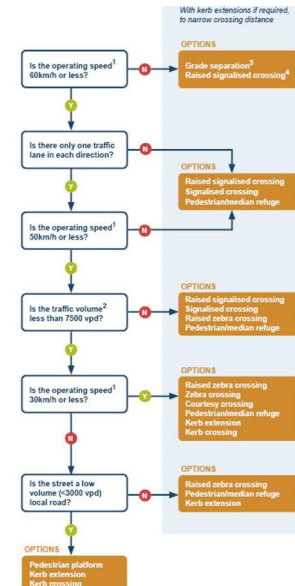 With kerb extensions if required,
to narrow crossing distance
OPTIONS
Is the operating speed¹
60km/h or less?
N
Grade separation³
Raised signalised crossing⁴
Y
Is there only one traffic
lane in each direction?
N
OPTIONS
Raised signalised crossing
Signalised crossing
Pedestrian/median refuge
Y
Is the operating speed¹
50km/h or less?
N
Y
OPTIONS
Is the traffic volume²
less than 7500 vpd?
N
Raised signalised crossing
Signalised crossing
Raised zebra crossing
Pedestrian/median refuge
Y
OPTIONS
Is the operating speed¹
30km/h or less?
Y
Raised zebra crossing
Zebra crossing
Courtesy crossing
Pedestrian/median refuge
Kerb extension
Kerb crossing
N
OPTIONS
Is the street a low
volume (<3000 vpd)
local road?
N
Raised zebra crossing
Pedestrian/median refuge
Kerb extension
Y
OPTIONS
Pedestrian platform
Kerb extension
Kerb crossing